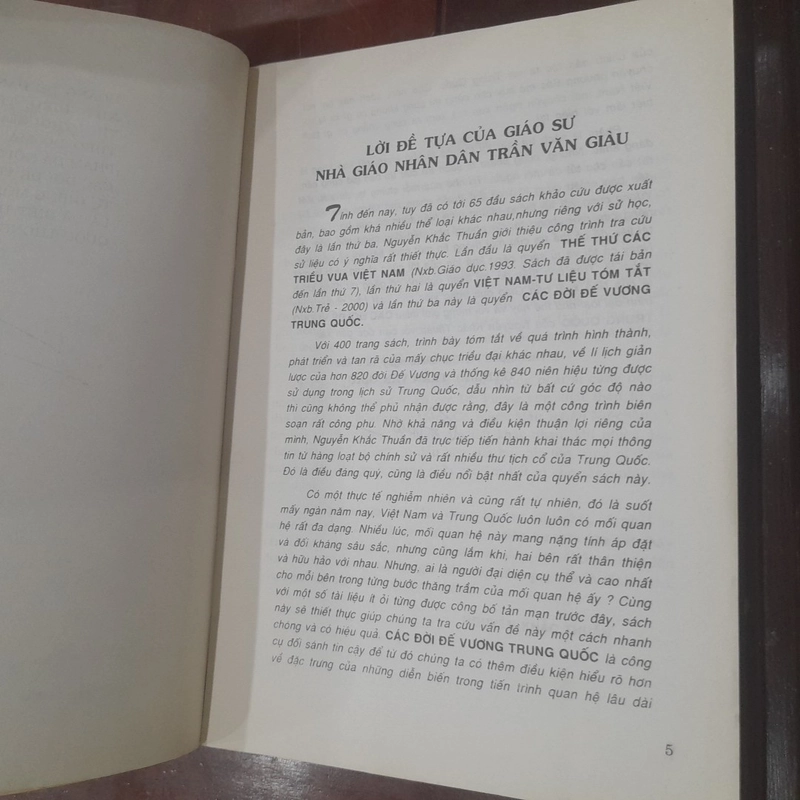 LỜI ĐỀ TỰA CỦA GIÁO SƯ
NHÀ GIÁO NHÂN DÂN TRẦN VĂN GIÀU
Tính đến nay, tuy đã có tới 65 đầu sách khảo cứu được xuất
bản, bao gồm khá nhiều thể loại khác nhau,nhưng riêng với sử học,
đây là lần thứ ba. Nguyễn Khắc Thuần giới thiệu công trình tra cứu
sử liệu có ý nghĩa rất thiết thực. Lần đầu là quyển THẾ THỨ CÁC
TRIỀU VUA VIỆT NAM (Nxb.Giáo dục.1993. Sách đã được tái bản
đến lần thứ 7), lần thứ hai là quyển VIỆT NAM-TƯ LIỆU TÓM TẮT
(Nxb.Trẻ - 2000) và lần thứ ba này là quyển CÁC ĐỜI ĐẾ VƯƠNG
TRUNG QUỐC.
Với 400 trang sách, trình bày tóm tắt về quá trình hình thành,
phát triển và tan rã của mấy chục triều đại khác nhau, về lí lịch giản
lược của hơn 820 đời Đế Vương và thống kê 840 niên hiệu từng được
sử dụng trong lịch sử Trung Quốc, dẫu nhìn từ bất cứ góc độ nào
thì cũng không thể phủ nhận được rằng, đây là một công trình biên
soạn rất công phu. Nhờ khả năng và điều kiện thuận lợi riêng của
mình, Nguyễn Khắc Thuần đã trực tiếp tiến hành khai thác mọi thông
tin từ hàng loạt bộ chính sử và rất nhiều thư tịch cổ của Trung Quốc.
Đó là điều đáng quý, cũng là điều nổi bật nhất của quyển sách này.
Có một thực tế nghiễm nhiên và cũng rất tự nhiên, đó là suốt
mấy ngàn năm nay, Việt Nam và Trung Quốc luôn luôn có mối quan
hệ rất đa dạng. Nhiều lúc, mối quan hệ này mang nặng tính áp đặt
và đối kháng sâu sắc, nhưng cũng lắm khi, hai bên rất thân thiện
và hữu hảo với nhau. Nhưng, ai là người đại diện cụ thể và cao nhất
cho mỗi bên trong từng bước thăng trầm của mối quan hệ ấy ? Cùng
với một số tài liệu ít ỏi từng được công bố tản mạn trước đây, sách
này sẽ thiết thực giúp chúng ta tra cứu vấn đề này một cách nhanh
chóng và có hiệu quả. CÁC ĐỜI ĐẾ VƯƠNG TRUNG QUỐC là công
cụ đối sánh tin cậy để từ đó chúng ta có thêm điều kiện hiểu rõ hơn
về đặc trưng của những diễn biến trong tiến trình quan hệ lâu dài
5